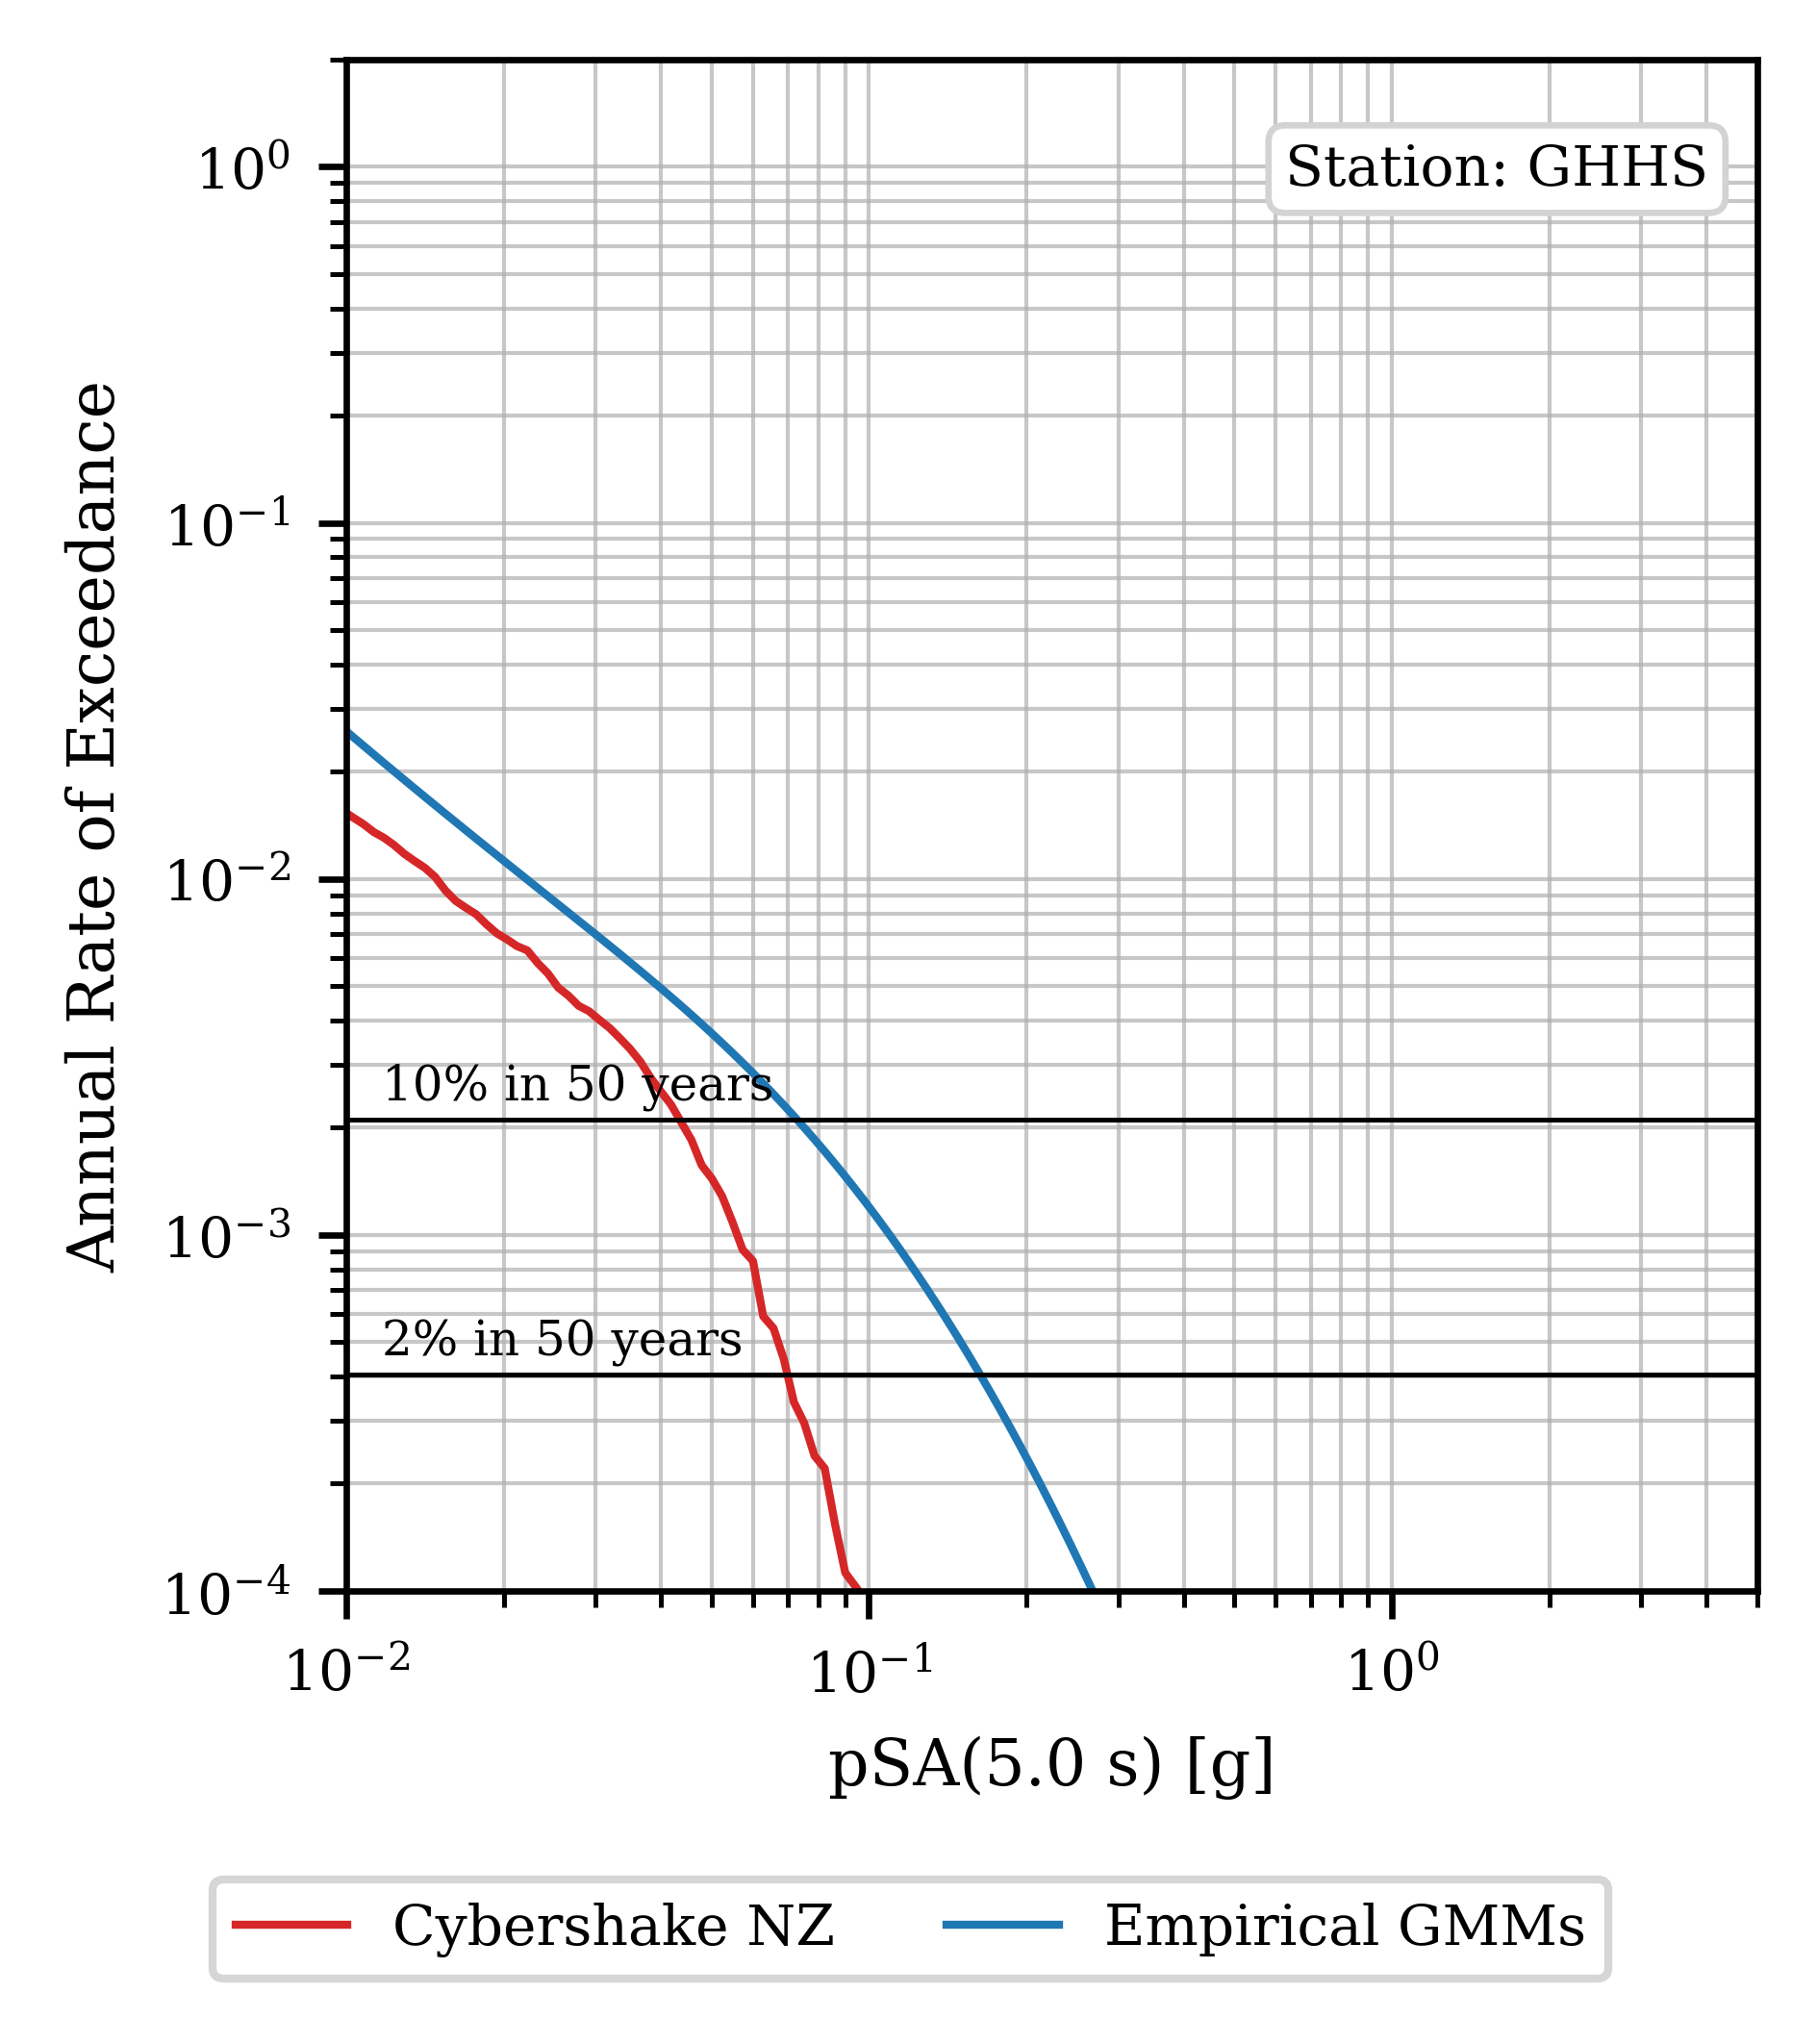 Station: GHHS
Annual Rate of Exceedance
10⁰
10⁻¹
10⁻²
10⁻³
10⁻⁴
10% in 50 years
2% in 50 years
10⁻² 10⁻¹ 10⁰
pSA(5.0 s) [g]
Cybershake NZ Empirical GMMs